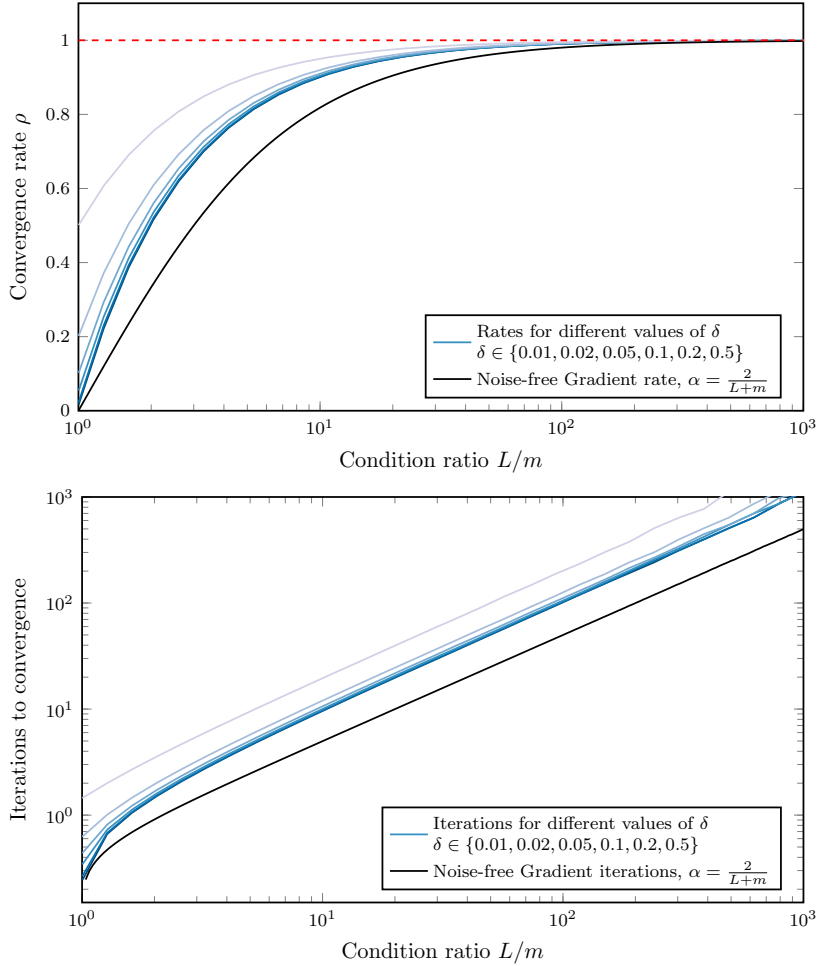 1
0.8
0.6
0.4
0.2
0
Convergence rate ρ
10^0
10^1
10^2
10^3
Condition ratio L/m
Rates for different values of δ
δ ∈ {0.01, 0.02, 0.05, 0.1, 0.2, 0.5}
Noise-free Gradient rate, α = 2/(L+m)
10^3
10^2
10^1
10^0
Iterations to convergence
10^0
10^1
10^2
10^3
Condition ratio L/m
Iterations for different values of δ
δ ∈ {0.01, 0.02, 0.05, 0.1, 0.2, 0.5}
Noise-free Gradient iterations, α = 2/(L+m)